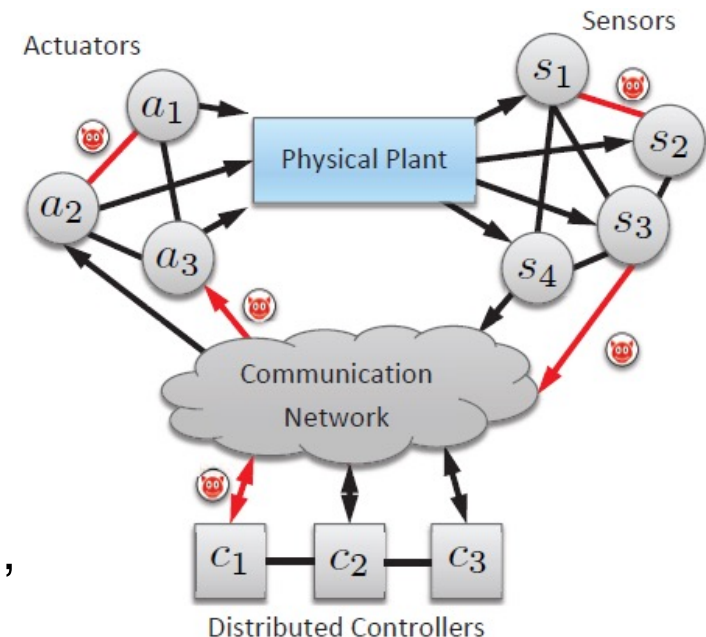 Sensors
Actuators
s1
a1
s2
Physical Plant
a2
s3
a3
s4
Communication
Network
c1
c2
c3
,
Distributed Controllers